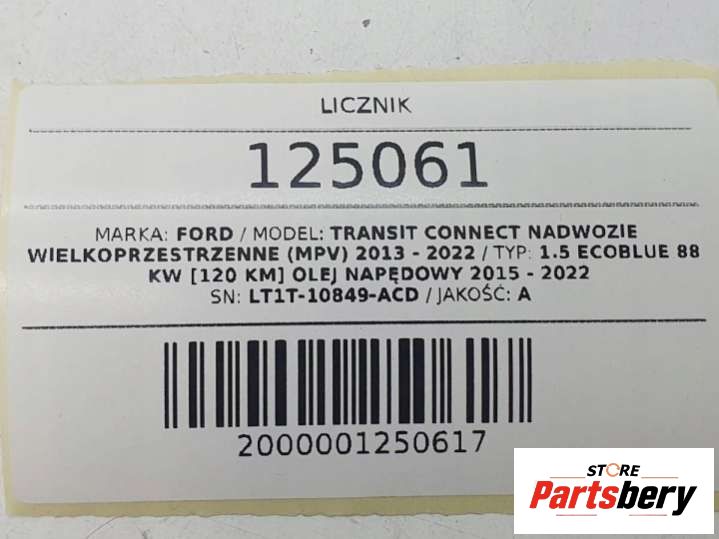 LICZNIK
125061
MARKA: FORD / MODEL: TRANSIT CONNECT NADWOZIE
WIELKOPRZESTRZENNE (MPV) 2013 - 2022 / TYP: 1.5 ECOBLUE 88
KW [120 KM] OLEJ NAPĘDOWY 2015 - 2022
SN: LT1T-10849-ACD / JAKOŚĆ: A
2000001250617
STORE
Partsbery